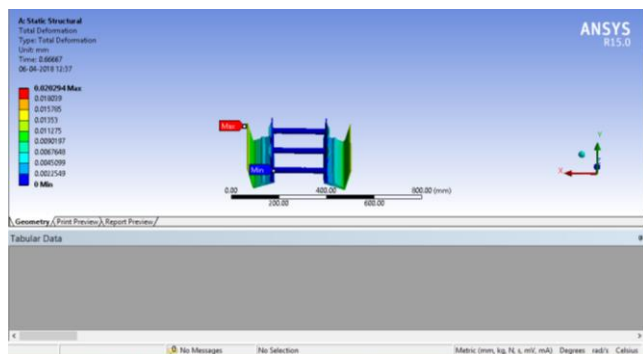 A: Static Structural
Total Deformation
Type: Total Deformation
Unit: mm
Time: 0.66667
06-04-2018 12:37
0.020294 Max
0.018039
0.015785
0.01353
0.011275
0.0090197
0.0067648
0.0045099
0.0022549
0 Min
ANSYS
R15.0
Max
Min
Y
X
0.00
400.00
800.00 (mm)
200.00
600.00
Geometry
Print Preview
Report Preview
Tabular Data
No Messages
No Selection
Metric (mm, kg, N, s, mV, mA)
Degrees
rad/s
Celsius